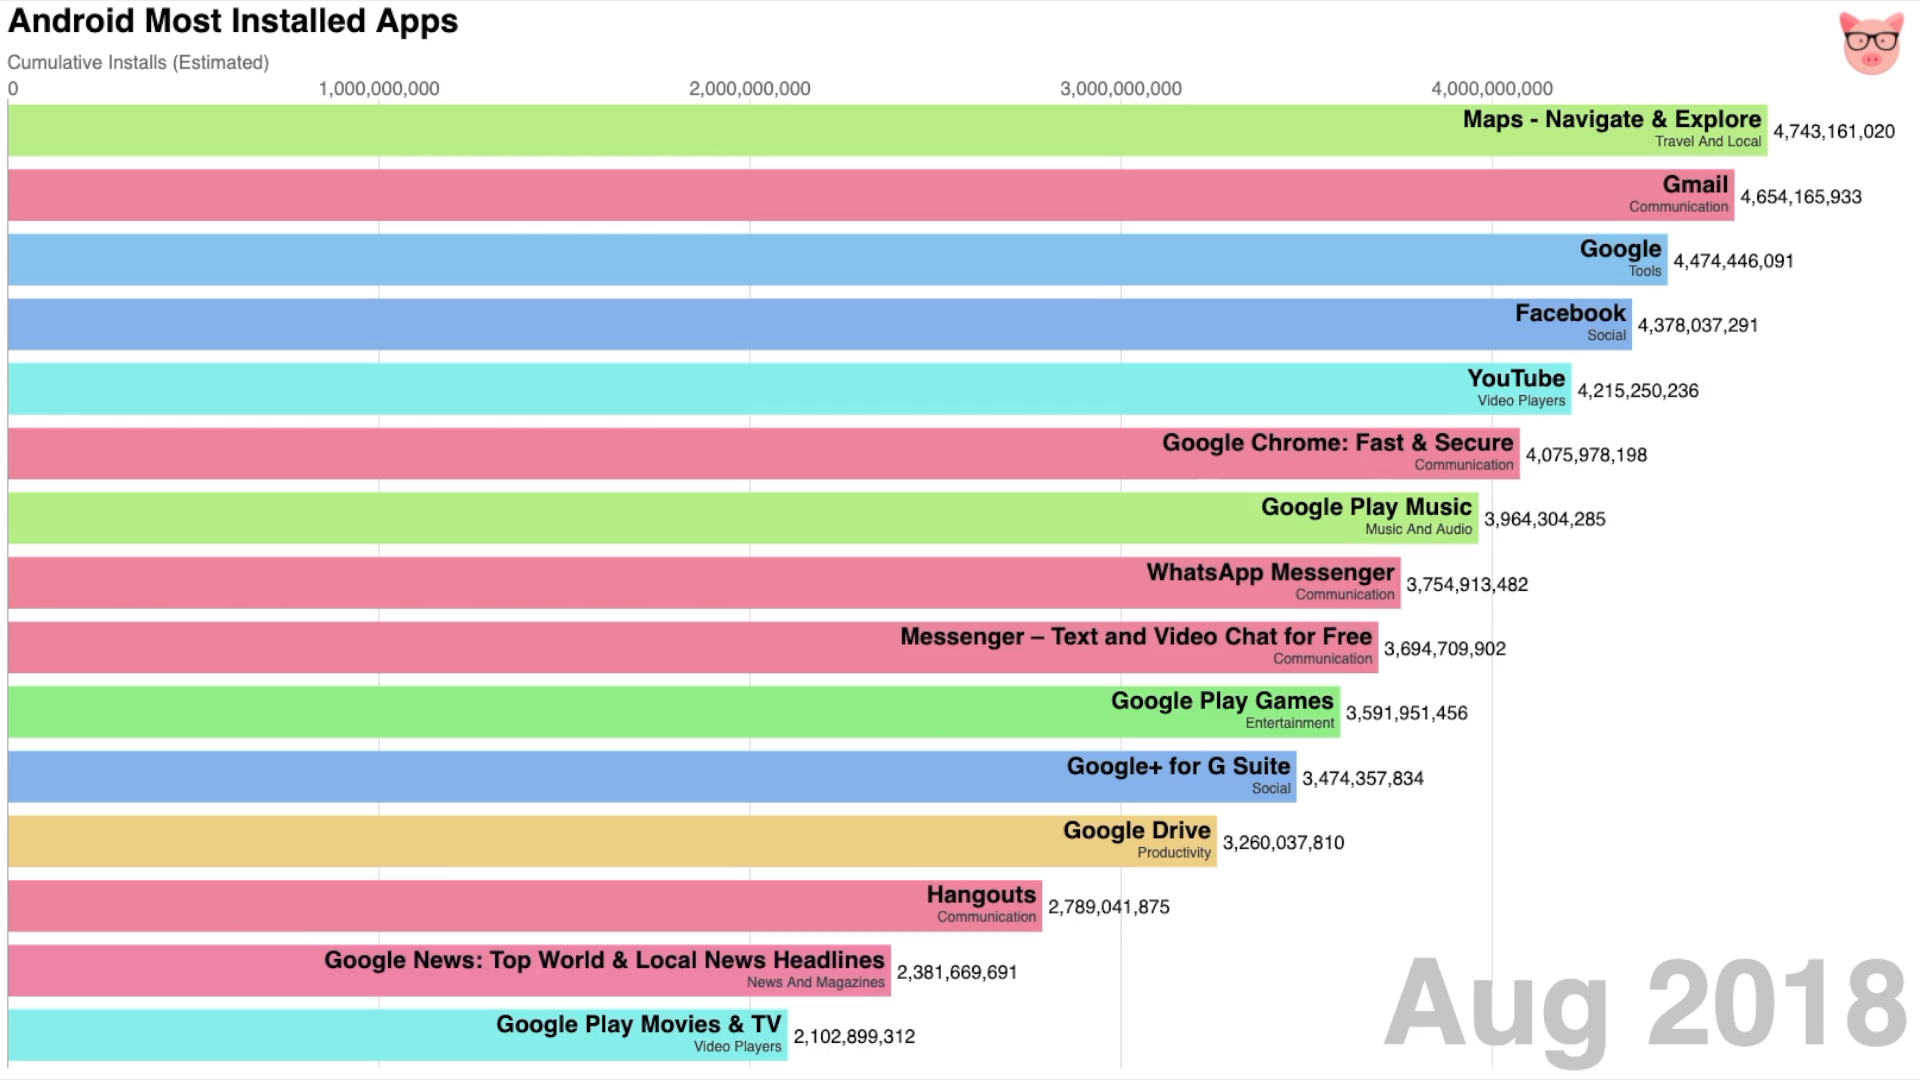 Android Most Installed Apps
Cumulative Installs (Estimated)
0 1,000,000,000 2,000,000,000 3,000,000,000 4,000,000,000
Maps - Navigate & Explore
Travel And Local
4,743,161,020
Gmail
Communication
4,654,165,933
Google
Tools
4,474,446,091
Facebook
Social
4,378,037,291
YouTube
Video Players
4,215,250,236
Google Chrome: Fast & Secure
Communication
4,075,978,198
Google Play Music
Music And Audio
3,964,304,285
WhatsApp Messenger
Communication
3,754,913,482
Messenger – Text and Video Chat for Free
Communication
3,694,709,902
Google Play Games
Entertainment
3,591,951,456
Google+ for G Suite
Social
3,474,357,834
Google Drive
Productivity
3,260,037,810
Hangouts
Communication
2,789,041,875
Google News: Top World & Local News Headlines
News And Magazines
2,381,669,691
Google Play Movies & TV
Video Players
2,102,899,312
Aug 2018